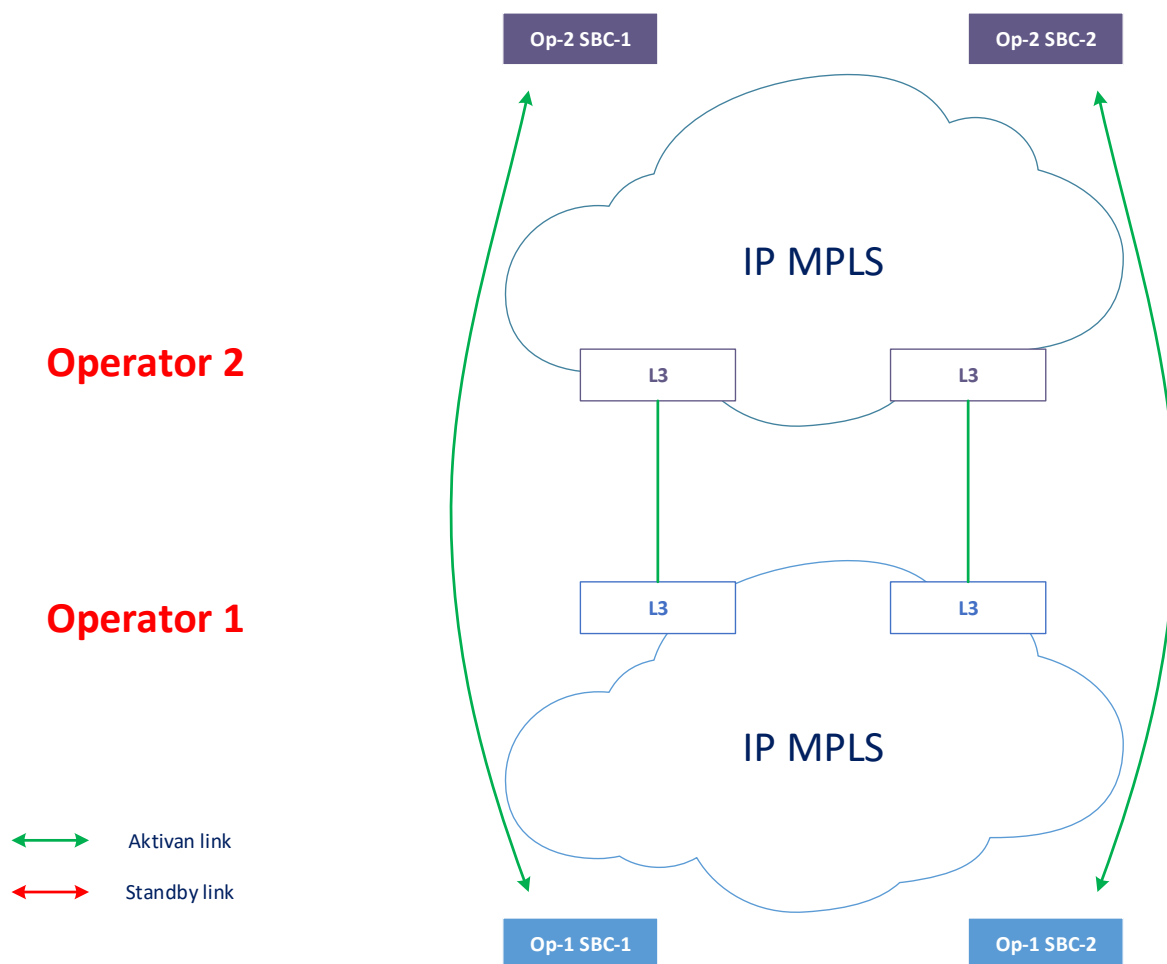 Op-2 SBC-1
Op-2 SBC-2
IP MPLS
Operator 2
L3
L3
Operator 1
L3
L3
IP MPLS
Aktivan link
Standby link
Op-1 SBC-1
Op-1 SBC-2